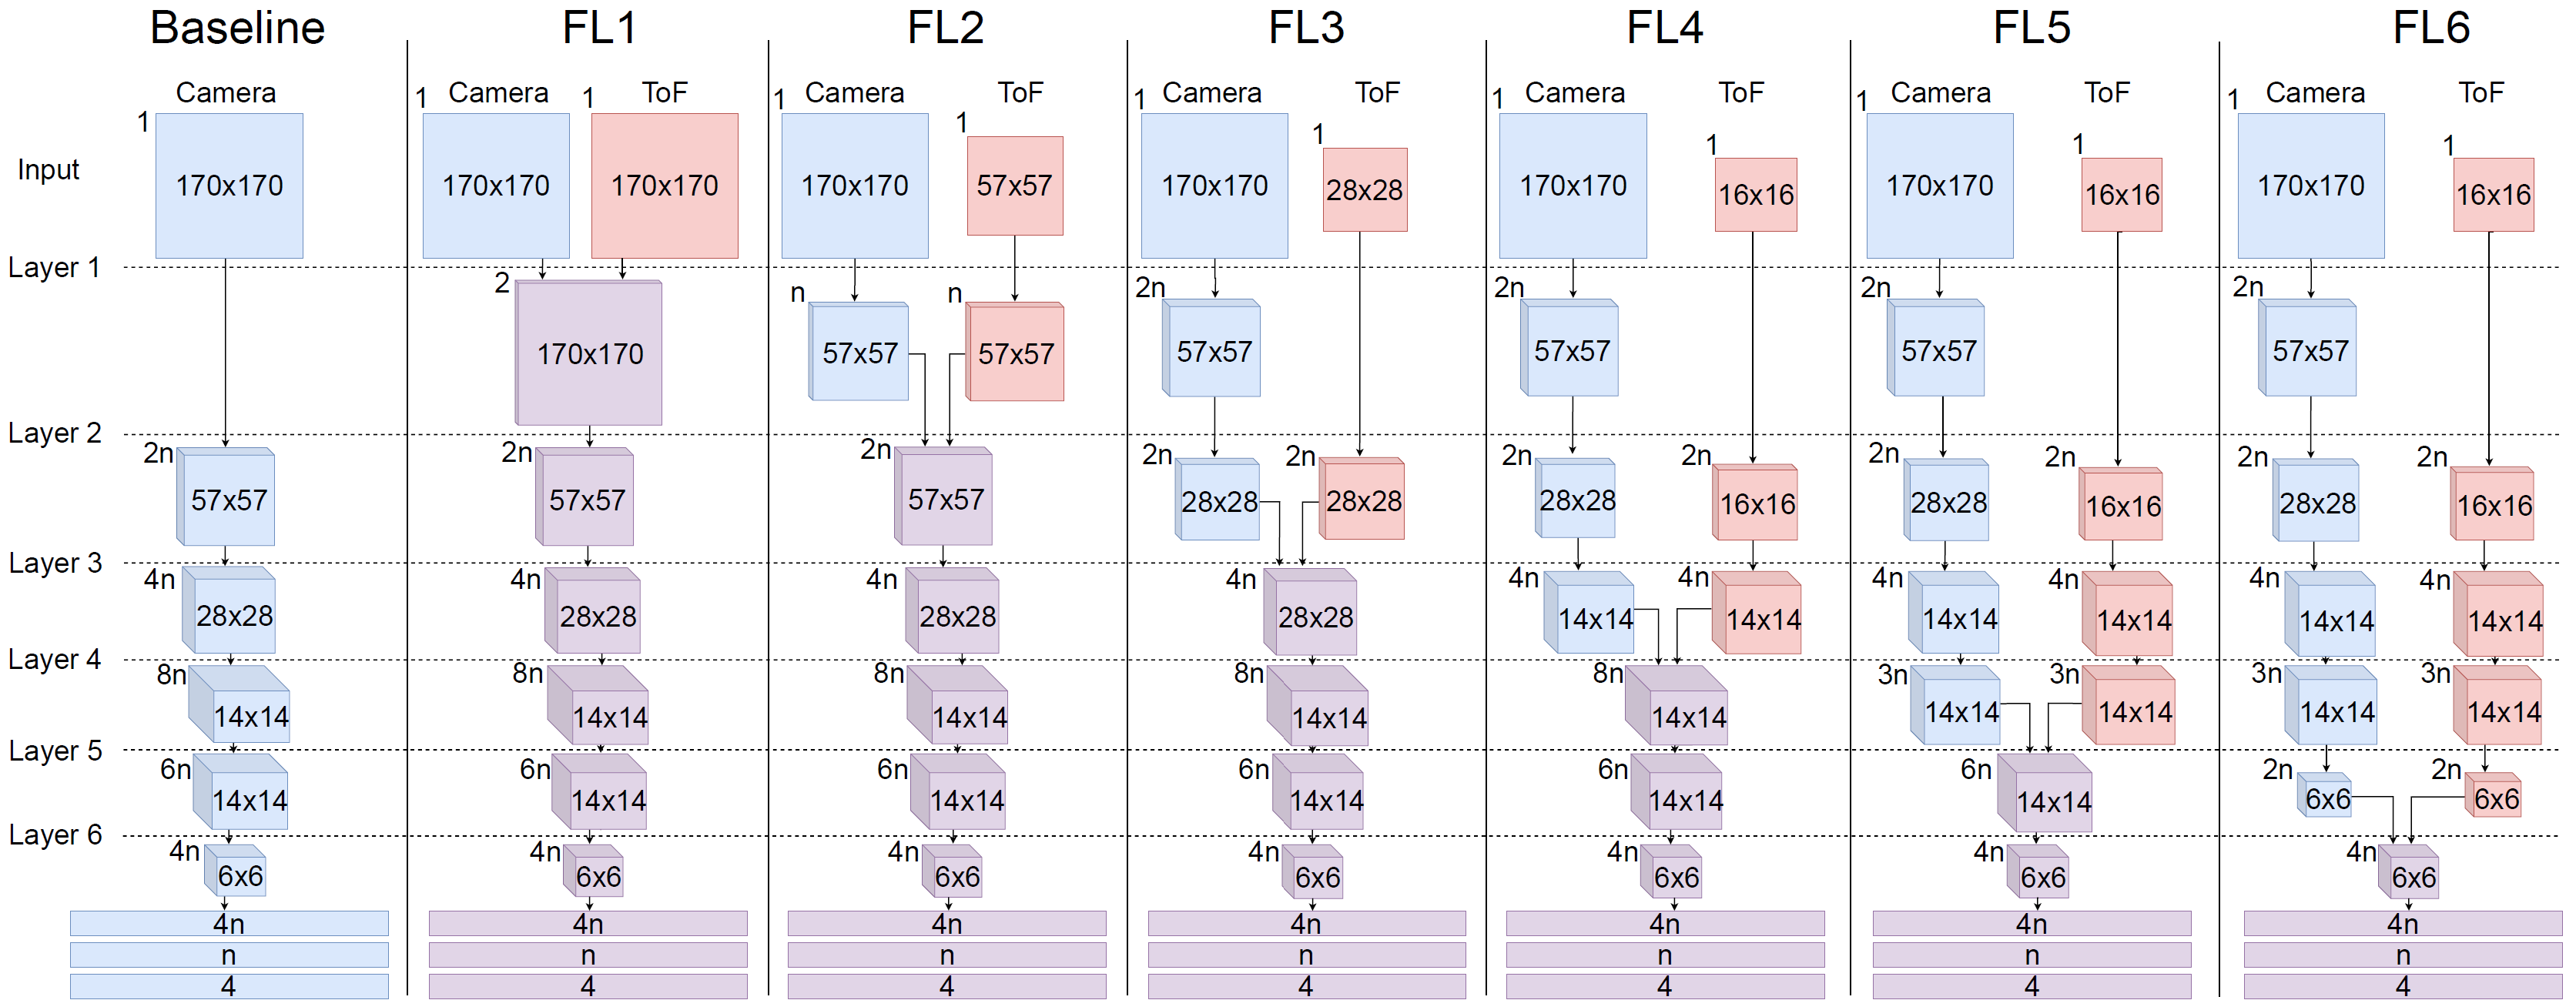 Baseline FL1 FL2 FL3 FL4 FL5 FL6
Camera Camera ToF Camera ToF Camera ToF Camera ToF Camera ToF Camera ToF
1 1 1 1 1 1 1 1 1 1 1 1 1
Input 170x170 170x170 170x170 170x170 57x57 170x170 28x28 170x170 16x16 170x170 16x16 170x170 16x16
Layer 1
2 n n 2n 2n 2n 2n
170x170 57x57 57x57 57x57 57x57 57x57 57x57
Layer 2
2n 2n 2n 2n 2n 2n 2n 2n 2n 2n 2n
57x57 57x57 57x57 28x28 28x28 28x28 16x16 28x28 16x16 28x28 16x16
Layer 3
4n 4n 4n 4n 4n 4n 4n 4n 4n 4n
28x28 28x28 28x28 28x28 14x14 14x14 14x14 14x14 14x14 14x14
Layer 4
8n 8n 8n 8n 8n 3n 3n 3n 3n
14x14 14x14 14x14 14x14 14x14 14x14 14x14 14x14 14x14
Layer 5
6n 6n 6n 6n 6n 6n 2n 2n
14x14 14x14 14x14 14x14 14x14 14x14 6x6 6x6
Layer 6
4n 4n 4n 4n 4n 4n 4n
6x6 6x6 6x6 6x6 6x6 6x6 6x6
4n 4n 4n 4n 4n 4n 4n
n n n n n n n
4 4 4 4 4 4 4